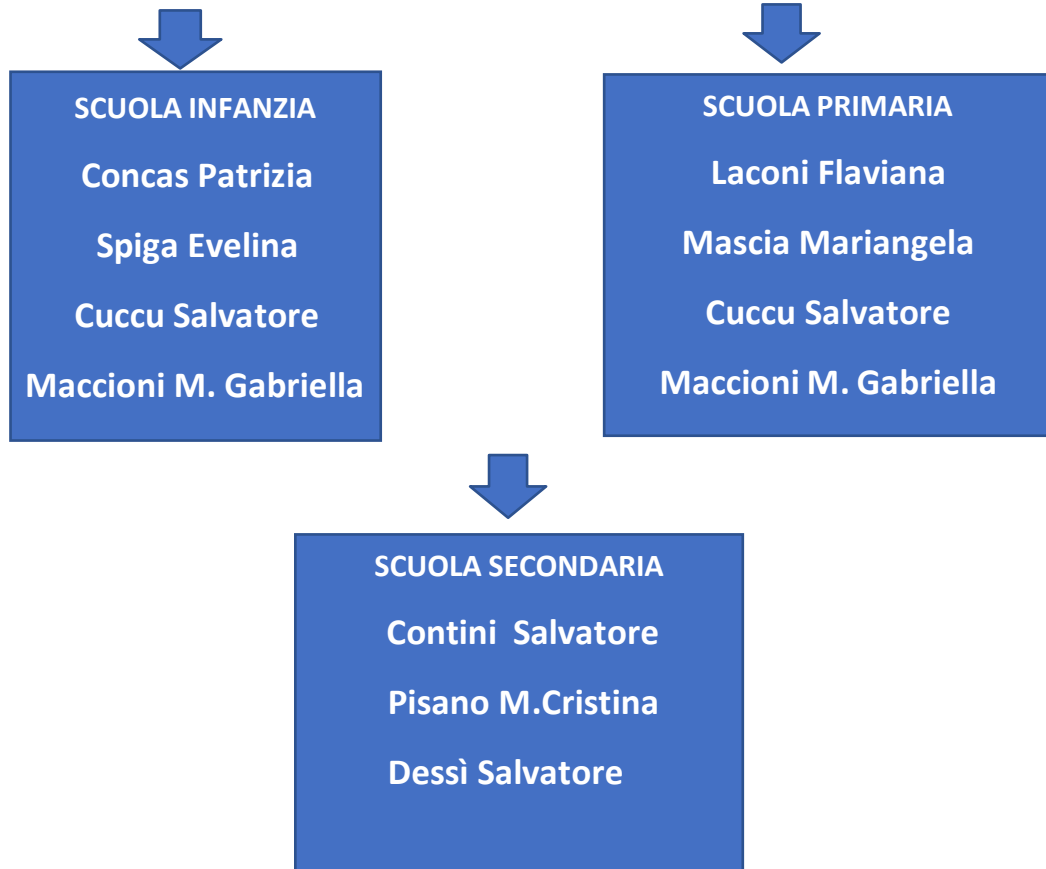 SCUOLA INFANZIA
Concas Patrizia
Spiga Evelina
Cuccu Salvatore
Maccioni M. Gabriella
SCUOLA PRIMARIA
Laconi Flaviana
Mascia Mariangela
Cuccu Salvatore
Maccioni M. Gabriella
SCUOLA SECONDARIA
Contini Salvatore
Pisano M.Cristina
Dessì Salvatore